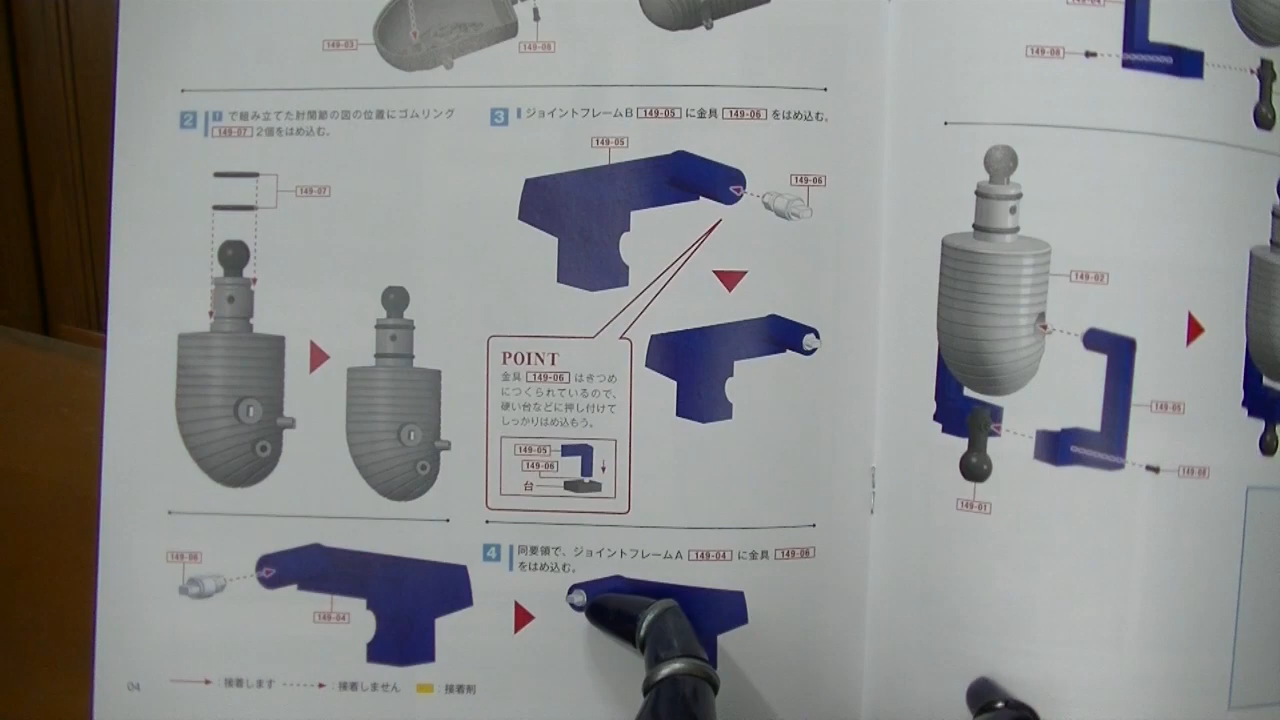 149-03
149-08
149-08
2 1 で組み立てた肘関節の図の位置にゴムリング
149-07 2個をはめ込む。
149-07
3 ジョイントフレームB 149-05 に金具 149-06 をはめ込む。
149-05
149-06
POINT
金具 149-06 はきつめ
につくられているので、
硬い台などに押し付けて
しっかりはめ込もう。
149-05
149-06
台
4 同要領で、ジョイントフレームA 149-04 に金具 149-06
をはめ込む。
149-06
149-04
04
:接着します
:接着しません
:接着剤
149-02
149-05
149-08
149-01